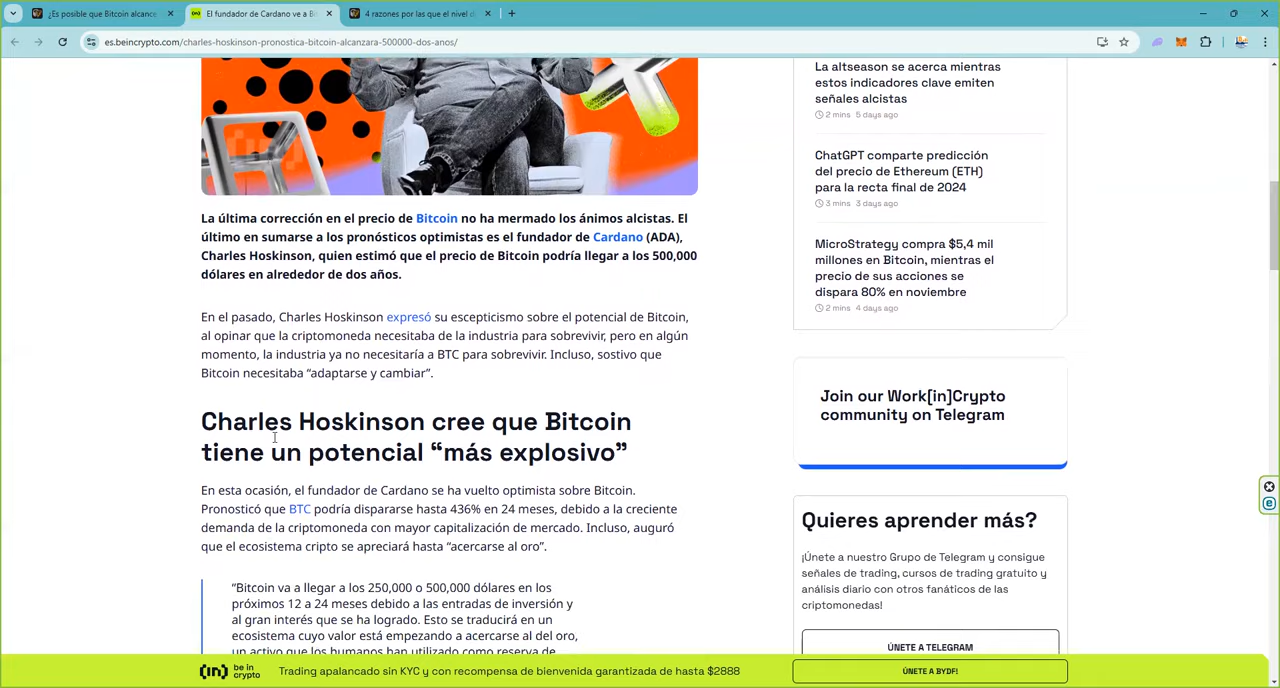 ¿Es posible que Bitcoin alcance
El fundador de Cardano ve a Bit
4 razones por las que el nivel d
es.beincrypto.com/charles-hoskinson-pronostica-bitcoin-alcanzara-500000-dos-anos/
La última corrección en el precio de Bitcoin no ha mermado los ánimos alcistas. El
último en sumarse a los pronósticos optimistas es el fundador de Cardano (ADA),
Charles Hoskinson, quien estimó que el precio de Bitcoin podría llegar a los 500,000
dólares en alrededor de dos años.
En el pasado, Charles Hoskinson expresó su escepticismo sobre el potencial de Bitcoin,
al opinar que la criptomoneda necesitaba de la industria para sobrevivir, pero en algún
momento, la industria ya no necesitaría a BTC para sobrevivir. Incluso, sostivo que
Bitcoin necesitaba “adaptarse y cambiar”.
Charles Hoskinson cree que Bitcoin
tiene un potencial “más explosivo”
En esta ocasión, el fundador de Cardano se ha vuelto optimista sobre Bitcoin.
Pronosticó que BTC podría dispararse hasta 436% en 24 meses, debido a la creciente
demanda de la criptomoneda con mayor capitalización de mercado. Incluso, auguró
que el ecosistema cripto se apreciará hasta “acercarse al oro”.
“Bitcoin va a llegar a los 250,000 o 500,000 dólares en los
próximos 12 a 24 meses debido a las entradas de inversión y
al gran interés que se ha logrado. Esto se traducirá en un
ecosistema cuyo valor está empezando a acercarse al del oro,
un activo que los humanos han utilizado como reserva de
La altseason se acerca mientras
estos indicadores clave emiten
señales alcistas
2 mins 5 days ago
ChatGPT comparte predicción
del precio de Ethereum (ETH)
para la recta final de 2024
3 mins 3 days ago
MicroStrategy compra $5,4 mil
millones en Bitcoin, mientras el
precio de sus acciones se
dispara 80% en noviembre
2 mins 4 days ago
Join our Work[in]Crypto
community on Telegram
Quieres aprender más?
¡Únete a nuestro Grupo de Telegram y consigue
señales de trading, cursos de trading gratuito y
análisis diario con otros fanáticos de las
criptomonedas!
ÚNETE A TELEGRAM
(in) be in
crypto
Trading apalancado sin KYC y con recompensa de bienvenida garantizada de hasta $2888
ÚNETE A BYDFI